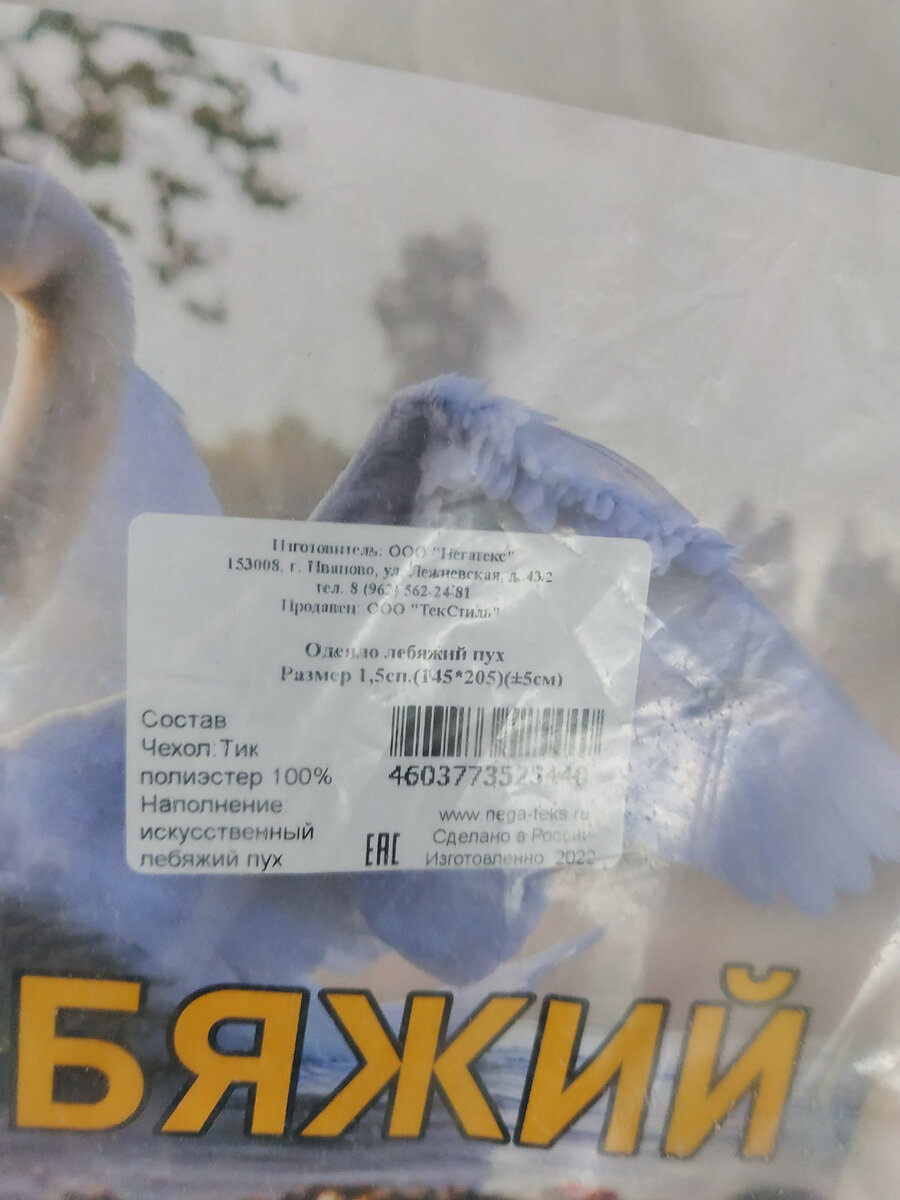 Изготовитель: ООО "Негатекс"
153008, г. Иваново, ул. Лежневская, д. 43/2
тел. 8 (962) 562-24-81
Продавец: ООО "ТекСтиль"
Одеяло лебяжий пух
Размер 1,5сп.(145*205)(±5см)
Состав
Чехол:Тик
полиэстер 100%
Наполнение:
искусственный
лебяжий пух
EAC
www.nega-teks.ru
Сделано в России
Изготовленно: 2022
БЯЖИЙ